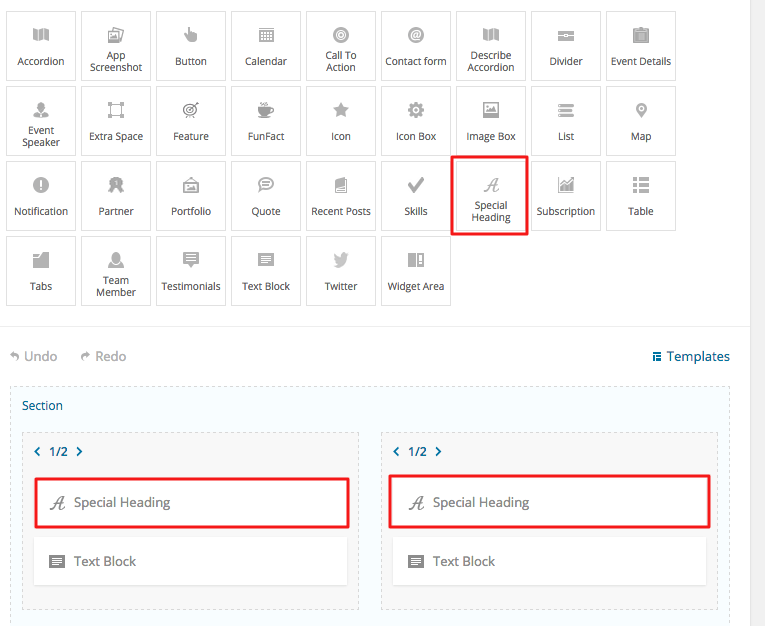 Accordion
App
Screenshot
Button
Calendar
Call To
Action
Contact form
Describe
Accordion
Divider
Event Details
Event
Speaker
Extra Space
Feature
FunFact
Icon
Icon Box
Image Box
List
Map
Notification
Partner
Portfolio
Quote
Recent Posts
Skills
Special
Heading
Subscription
Table
Tabs
Team
Member
Testimonials
Text Block
Twitter
Widget Area
Undo
Redo
Templates
Section
1/2
Special Heading
Text Block
1/2
Special Heading
Text Block